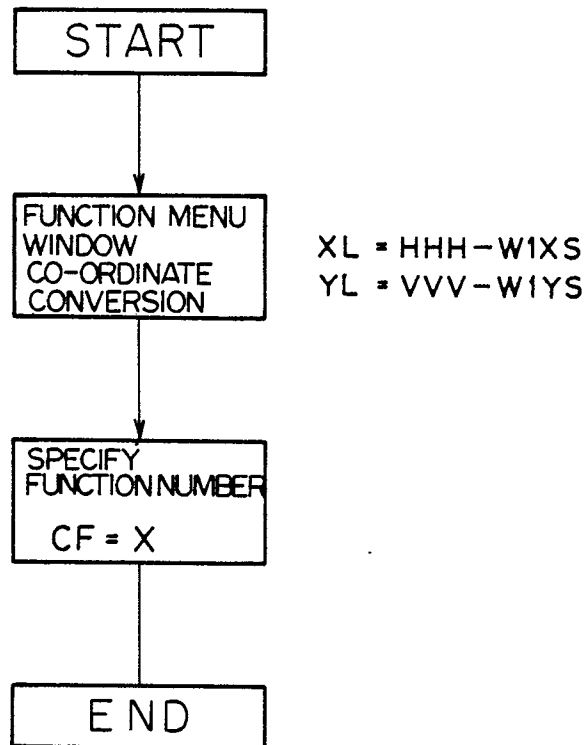 START
FUNCTION MENU
WINDOW
CO-ORDINATE
CONVERSION
XL = HHH-W1XS
YL = VVV-W1YS
SPECIFY
FUNCTION NUMBER
CF = X
END